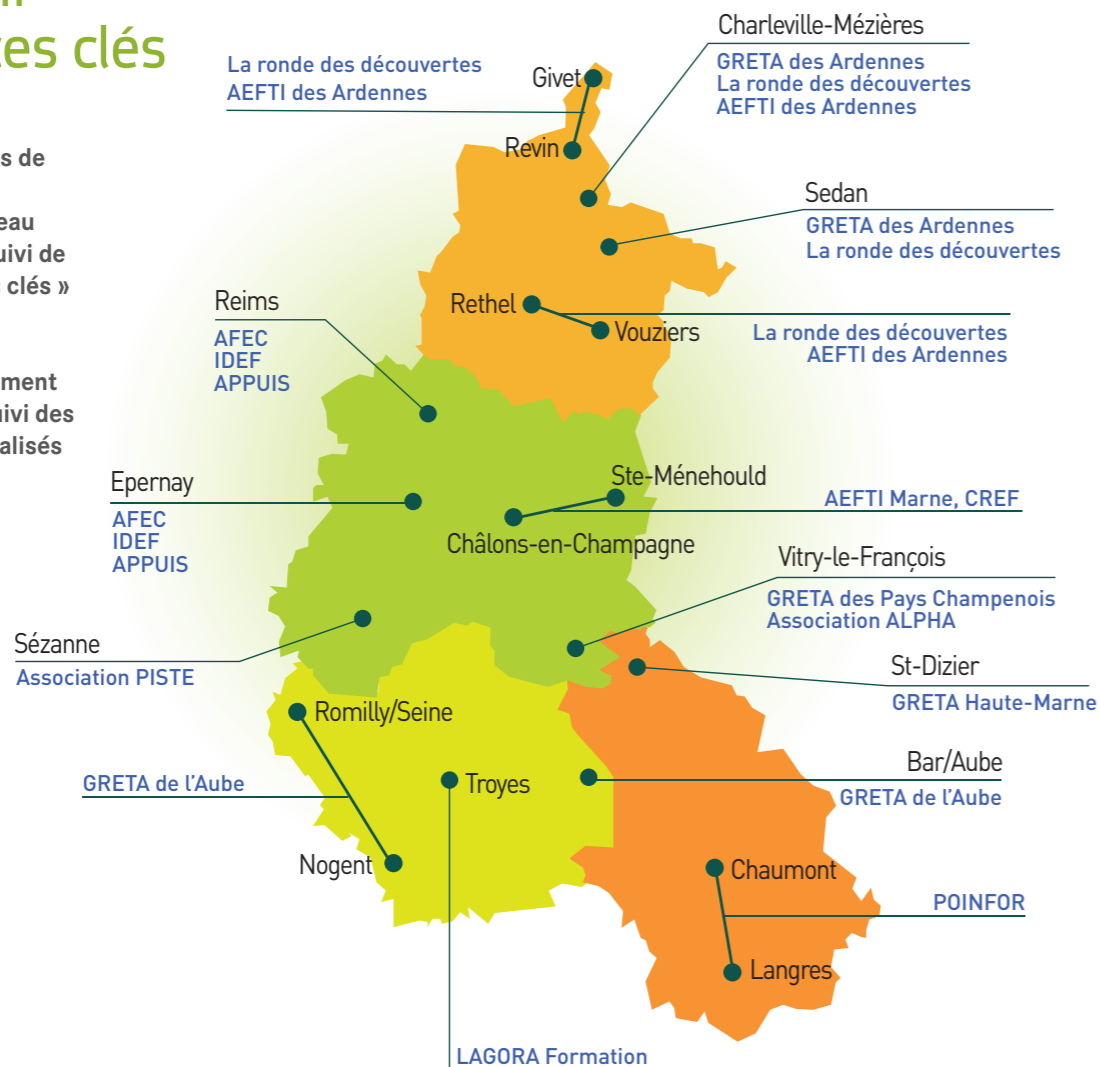 tes clés
s de
eau
uivi de
s clés »
ment
uivi des
alisés
La ronde des découvertes
AEFTI des Ardennes
Givet
Revin
Charleville-Mézières
GRETA des Ardennes
La ronde des découvertes
AEFTI des Ardennes
Sedan
GRETA des Ardennes
La ronde des découvertes
Rethel
Vouziers
La ronde des découvertes
AEFTI des Ardennes
Reims
AFEC
IDEF
APPUIS
Epernay
AFEC
IDEF
APPUIS
Ste-Ménehould
Châlons-en-Champagne
AEFTI Marne, CREF
Vitry-le-François
GRETA des Pays Champenois
Association ALPHA
Sézanne
Association PISTE
St-Dizier
GRETA Haute-Marne
Romilly/Seine
GRETA de l'Aube
Nogent
Troyes
LAGORA Formation
Bar/Aube
GRETA de l'Aube
Chaumont
POINFOR
Langres